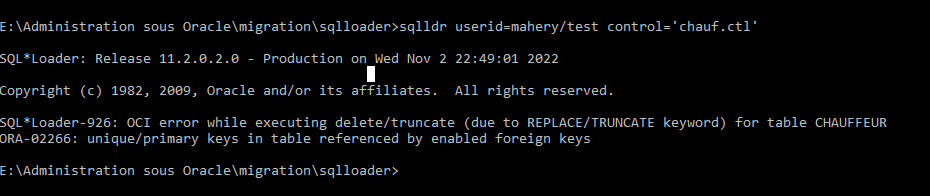 E:\Administration sous Oracle\migration\sqlloader>sqlldr userid=mahery/test control='chauf.ctl'
SQL*Loader: Release 11.2.0.2.0 - Production on Wed Nov 2 22:49:01 2022
Copyright (c) 1982, 2009, Oracle and/or its affiliates.  All rights reserved.
SQL*Loader-926: OCI error while executing delete/truncate (due to REPLACE/TRUNCATE keyword) for table CHAUFFEUR
ORA-02266: unique/primary keys in table referenced by enabled foreign keys
E:\Administration sous Oracle\migration\sqlloader>